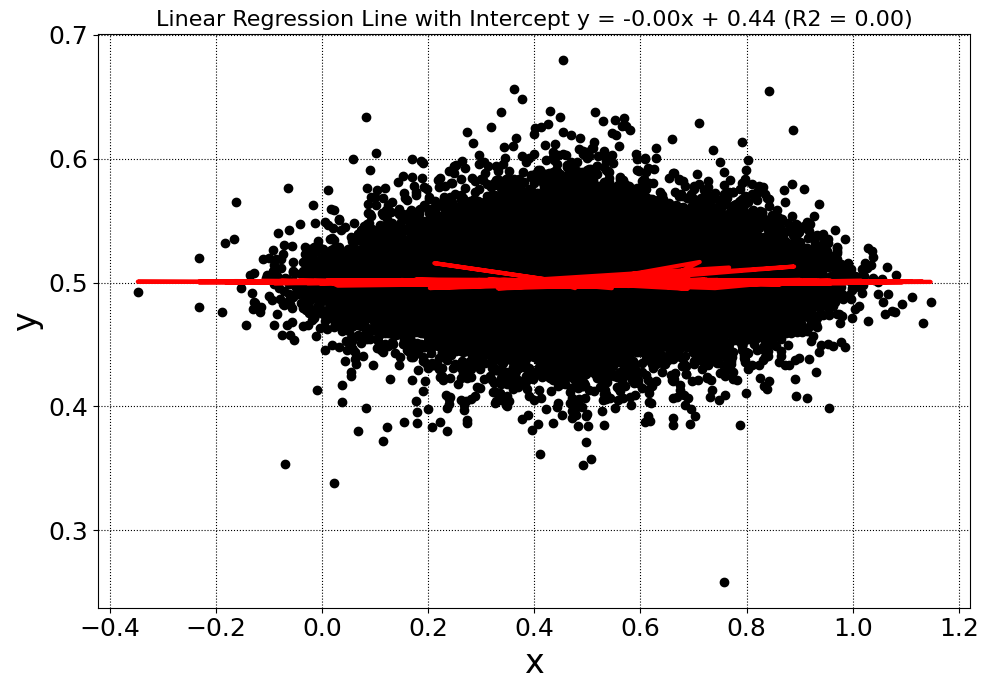 Linear Regression Line with Intercept y = -0.00x + 0.44 (R2 = 0.00)
0.7
0.6
0.5
0.4
0.3
y
−0.4 −0.2 0.0 0.2 0.4 0.6 0.8 1.0 1.2
x